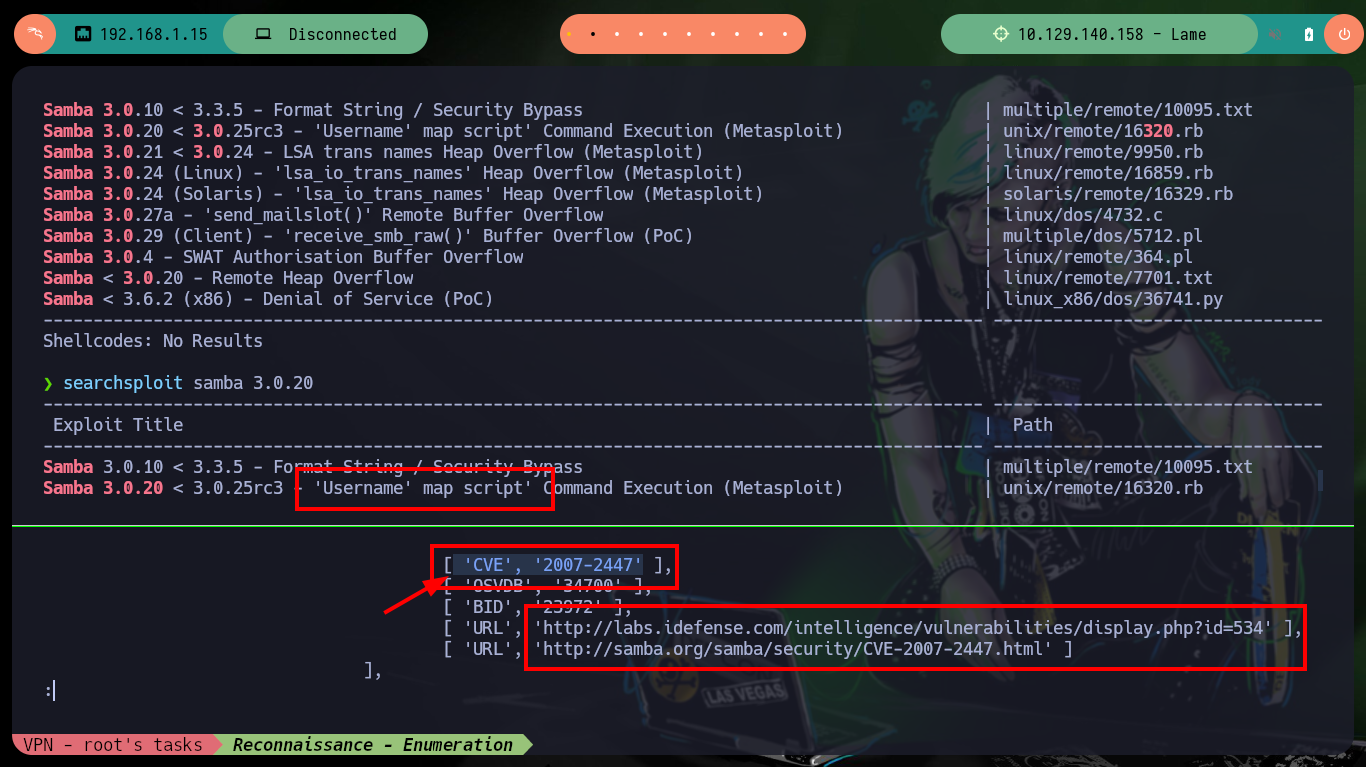 192.168.1.15 Disconnected 10.129.140.158 - Lame
Samba 3.0.10 < 3.3.5 - Format String / Security Bypass | multiple/remote/10095.txt
Samba 3.0.20 < 3.0.25rc3 - 'Username' map script' Command Execution (Metasploit) | unix/remote/16320.rb
Samba 3.0.21 < 3.0.24 - LSA trans names Heap Overflow (Metasploit) | linux/remote/9950.rb
Samba 3.0.24 (Linux) - 'lsa_io_trans_names' Heap Overflow (Metasploit) | linux/remote/16859.rb
Samba 3.0.24 (Solaris) - 'lsa_io_trans_names' Heap Overflow (Metasploit) | solaris/remote/16329.rb
Samba 3.0.27a - 'send_mailslot()' Remote Buffer Overflow | linux/dos/4732.c
Samba 3.0.29 (Client) - 'receive_smb_raw()' Buffer Overflow (PoC) | multiple/dos/5712.pl
Samba 3.0.4 - SWAT Authorisation Buffer Overflow | linux/remote/364.pl
Samba < 3.0.20 - Remote Heap Overflow | linux/remote/7701.txt
Samba < 3.6.2 (x86) - Denial of Service (PoC) | linux_x86/dos/36741.py
Shellcodes: No Results
❯ searchsploit samba 3.0.20
Exploit Title | Path
Samba 3.0.10 < 3.3.5 - Format String / Security Bypass | multiple/remote/10095.txt
Samba 3.0.20 < 3.0.25rc3 - 'Username' map script' Command Execution (Metasploit) | unix/remote/16320.rb
[ 'CVE', '2007-2447' ],
[ 'OSVDB', '34700' ],
[ 'BID', '23972' ],
[ 'URL', 'http://labs.idefense.com/intelligence/vulnerabilities/display.php?id=534' ],
[ 'URL', 'http://samba.org/samba/security/CVE-2007-2447.html' ]
],
:
LAS VEGAS
VPN - root's tasks Reconnaissance - Enumeration